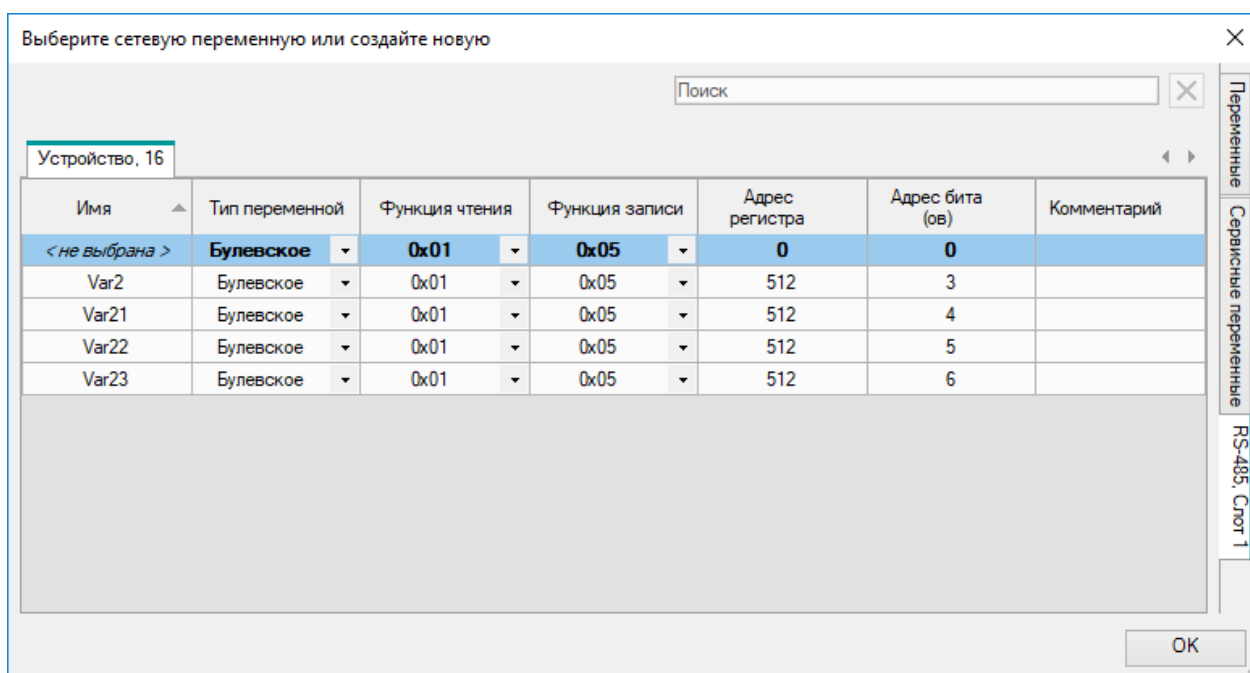 Выберите сетевую переменную или создайте новую
Поиск
Устройство, 16
Имя Тип переменной Функция чтения Функция записи Адрес регистра Адрес бита (ов) Комментарий
<не выбрана> Булевское 0x01 0x05 0 0
Var2 Булевское 0x01 0x05 512 3
Var21 Булевское 0x01 0x05 512 4
Var22 Булевское 0x01 0x05 512 5
Var23 Булевское 0x01 0x05 512 6
Переменные
Сервисные переменные
RS-485, Слот 1
OK